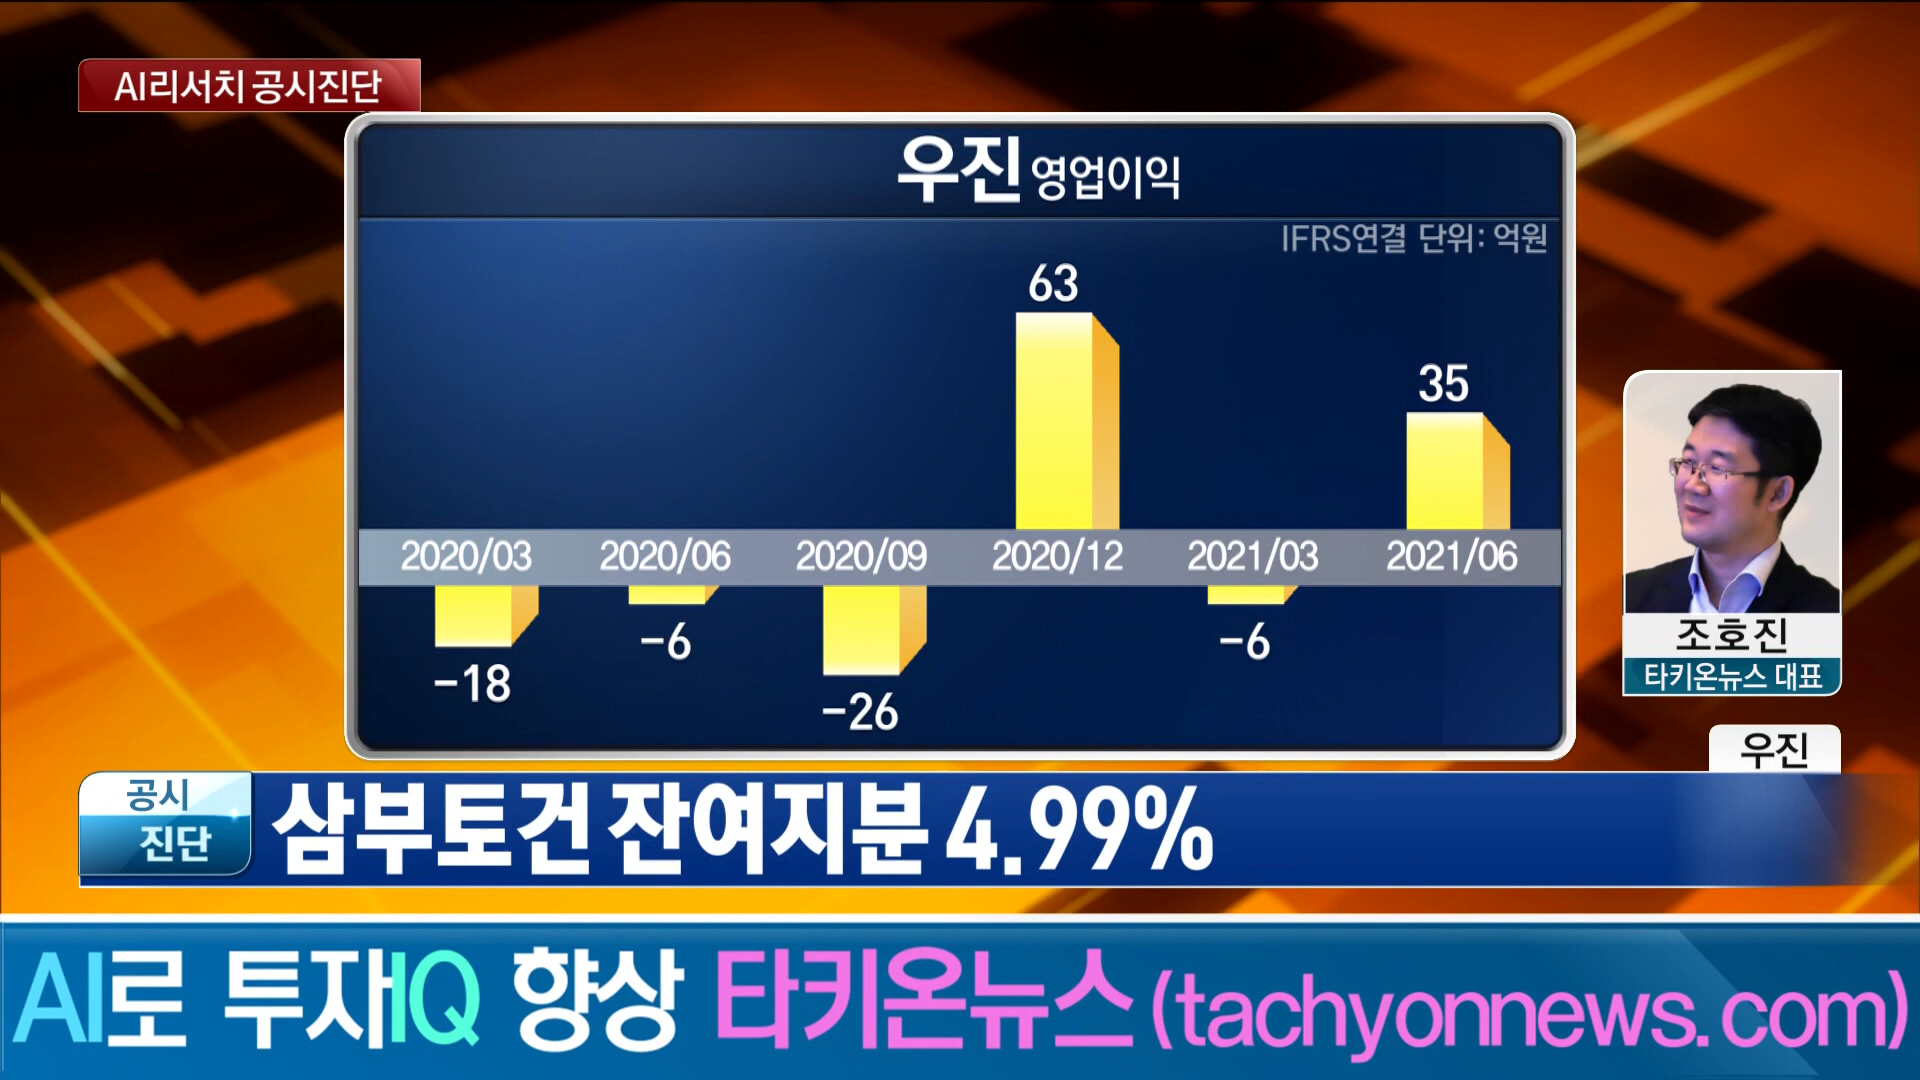 AI리서치 공시진단
우진 영업이익
IFRS연결 단위: 억원
63
35
2020/03 2020/06 2020/09 2020/12 2021/03 2021/06
-18
-6
-26
-6
조호진
타키온뉴스 대표
우진
공시
진단
삼부토건 잔여지분 4.99%
AI로 투자IQ 향상 타키온뉴스 (tachyonnews.com)